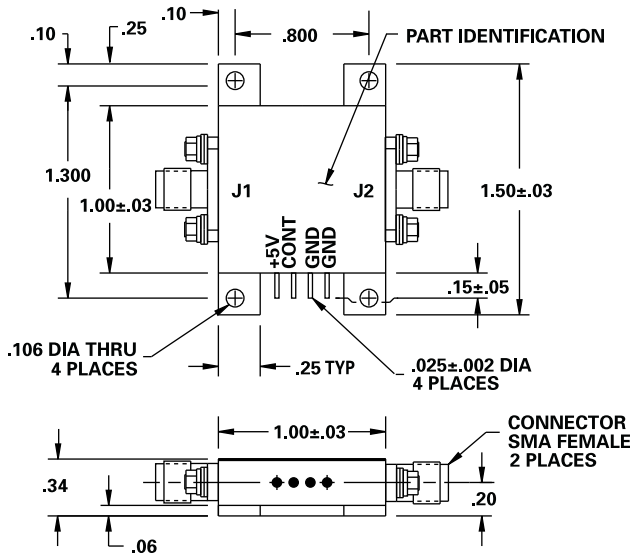 .10
.10
.25
.800
PART IDENTIFICATION
1.300
1.00±.03
J1
J2
1.50±.03
+5V
CONT
GND
GND
.15±.05
.106 DIA THRU
4 PLACES
.25 TYP
.025±.002 DIA
4 PLACES
1.00±.03
CONNECTOR
SMA FEMALE
2 PLACES
.34
.20
.06